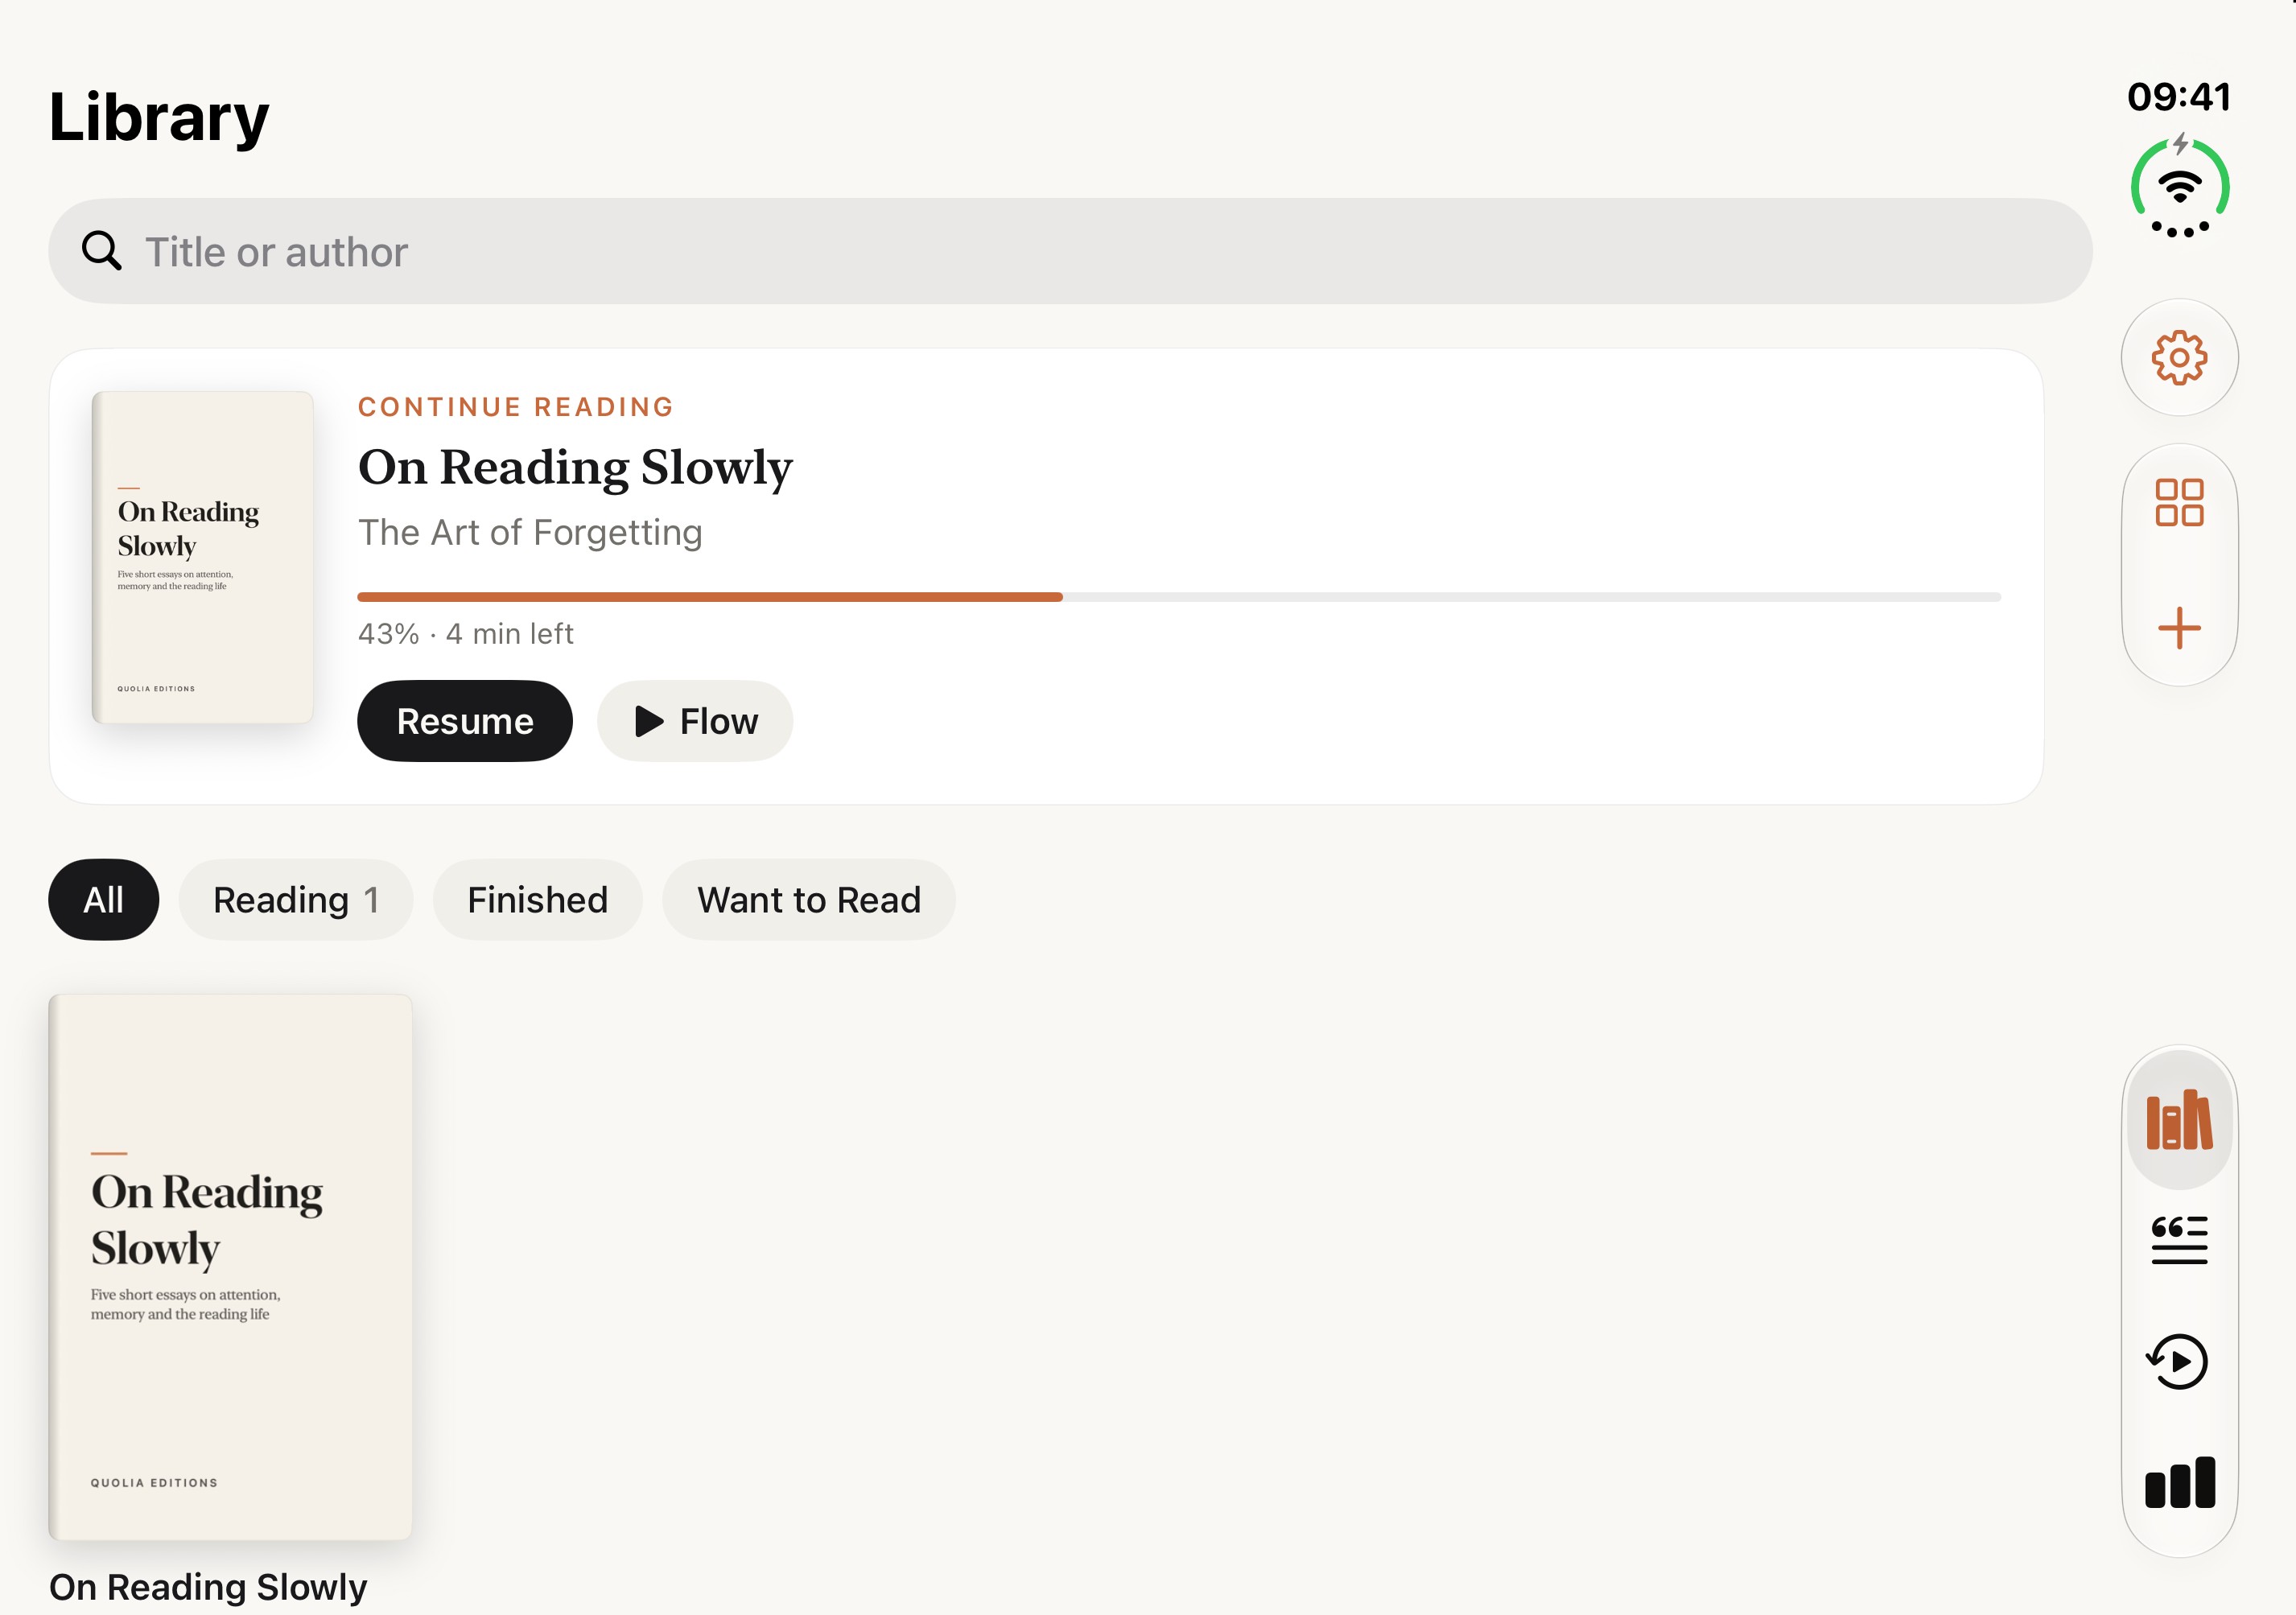 Library
09:41
Title or author
CONTINUE READING
On Reading Slowly
The Art of Forgetting
43% · 4 min left
Resume
Flow
On Reading
Slowly
Five short essays on attention,
memory and the reading life
QUOLIA EDITIONS
All
Reading 1
Finished
Want to Read
On Reading
Slowly
Five short essays on attention,
memory and the reading life
QUOLIA EDITIONS
On Reading Slowly